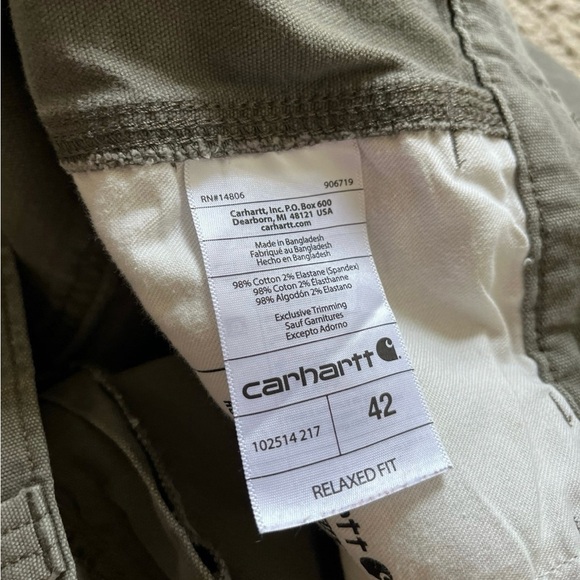 RN#14806 906719
Carhartt, Inc. P.O. Box 600
Dearborn, MI 48121 USA
carhartt.com
Made in Bangladesh
Fabriqué au Bangladesh
Hecho en Bangladesh
98% Cotton 2% Elastane (Spandex)
98% Coton 2% Élasthanne
98% Algodón 2% Elastano
Exclusive Trimming
Sauf Garnitures
Excepto Adorno
carhartt
102514 217 42
RELAXED FIT